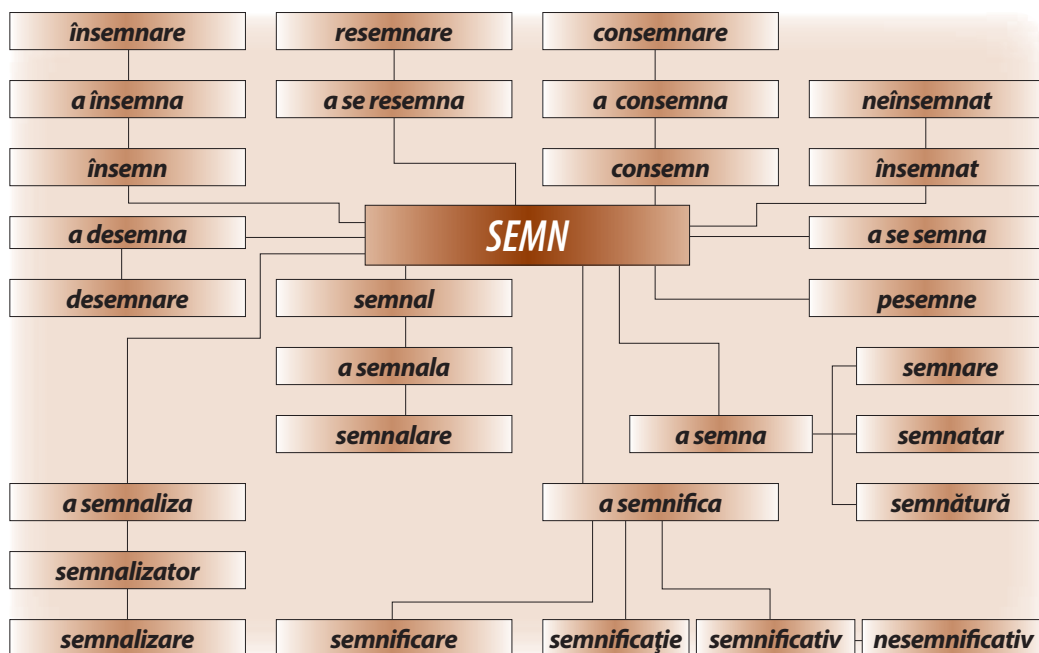 însemnare
resemnare
consemnare
a însemna
a se resemna
a consemna
neînsemnat
însemn
consemn
însemnat
a desemna
SEMN
a se semna
desemnare
semnal
pesemne
a semnala
semnare
semnalare
a semna
semnatar
a semnaliza
a semnifica
semnătură
semnalizator
semnalizare
semnificare
semnificaţie
semnificativ
nesemnificativ